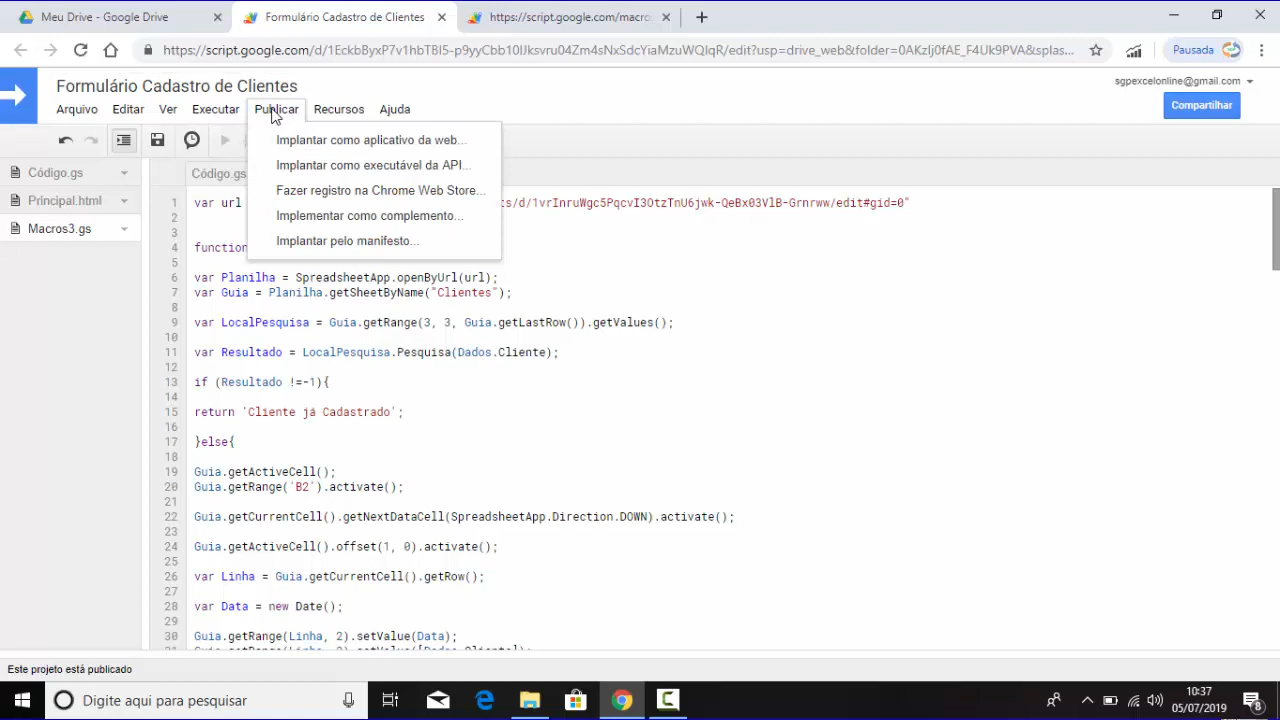 Meu Drive - Google Drive
Formulário Cadastro de Clientes
https://script.google.com/macro
https://script.google.com/d/1EckbByxP7v1hbTBI5-p9yyCbb10IJksvru04Zm4sNxSdcYiaMzuWQlqR/edit?usp=drive_web&folder=0AKzIj0fAE_F4Uk9PVA&splas...
Pausada
Formulário Cadastro de Clientes
sgpexcelonline@gmail.com
Arquivo Editar Ver Executar Publicar Recursos Ajuda
Compartilhar
Implantar como aplicativo da web...
Implantar como executável da API...
Fazer registro na Chrome Web Store...
Implementar como complemento...
Implantar pelo manifesto...
Código.gs
Principal.html
Macros3.gs
Código.gs
1 var url s/d/1vrInruWgc5PqcvI3OtzTnU6jwk-QeBx03VlB-Grnrww/edit#gid=0"
2
3
4 function
5
6 var Planilha = SpreadsheetApp.openByUrl(url);
7 var Guia = Planilha.getSheetByName("Clientes");
8
9 var LocalPesquisa = Guia.getRange(3, 3, Guia.getLastRow()).getValues();
10
11 var Resultado = LocalPesquisa.Pesquisa(Dados.Cliente);
12
13 if (Resultado !=-1){
14
15 return 'Cliente já Cadastrado';
16
17 }else{
18
19 Guia.getActiveCell();
20 Guia.getRange('B2').activate();
21
22 Guia.getCurrentCell().getNextDataCell(SpreadsheetApp.Direction.DOWN).activate();
23
24 Guia.getActiveCell().offset(1, 0).activate();
25
26 var Linha = Guia.getCurrentCell().getRow();
27
28 var Data = new Date();
29
30 Guia.getRange(Linha, 2).setValue(Data);
Este projeto está publicado
Digite aqui para pesquisar
10:37
05/07/2019
8